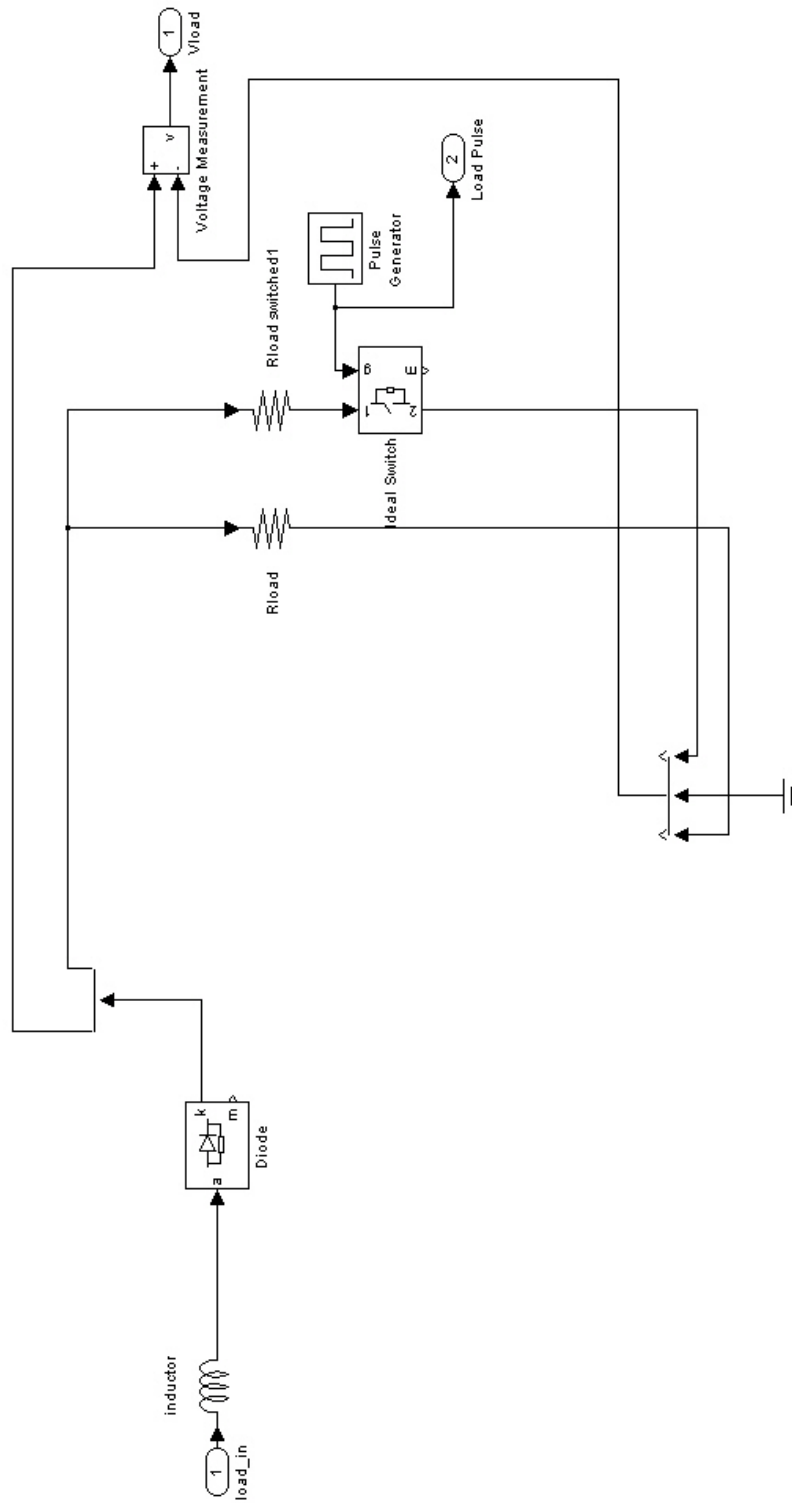 1
load_in
inductor
a
k
m
Diode
Rload
Rload switched1
1
2
g
E
Ideal Switch
Pulse
Generator
2
Load Pulse
+
-
v
Voltage Measurement
1
Vload